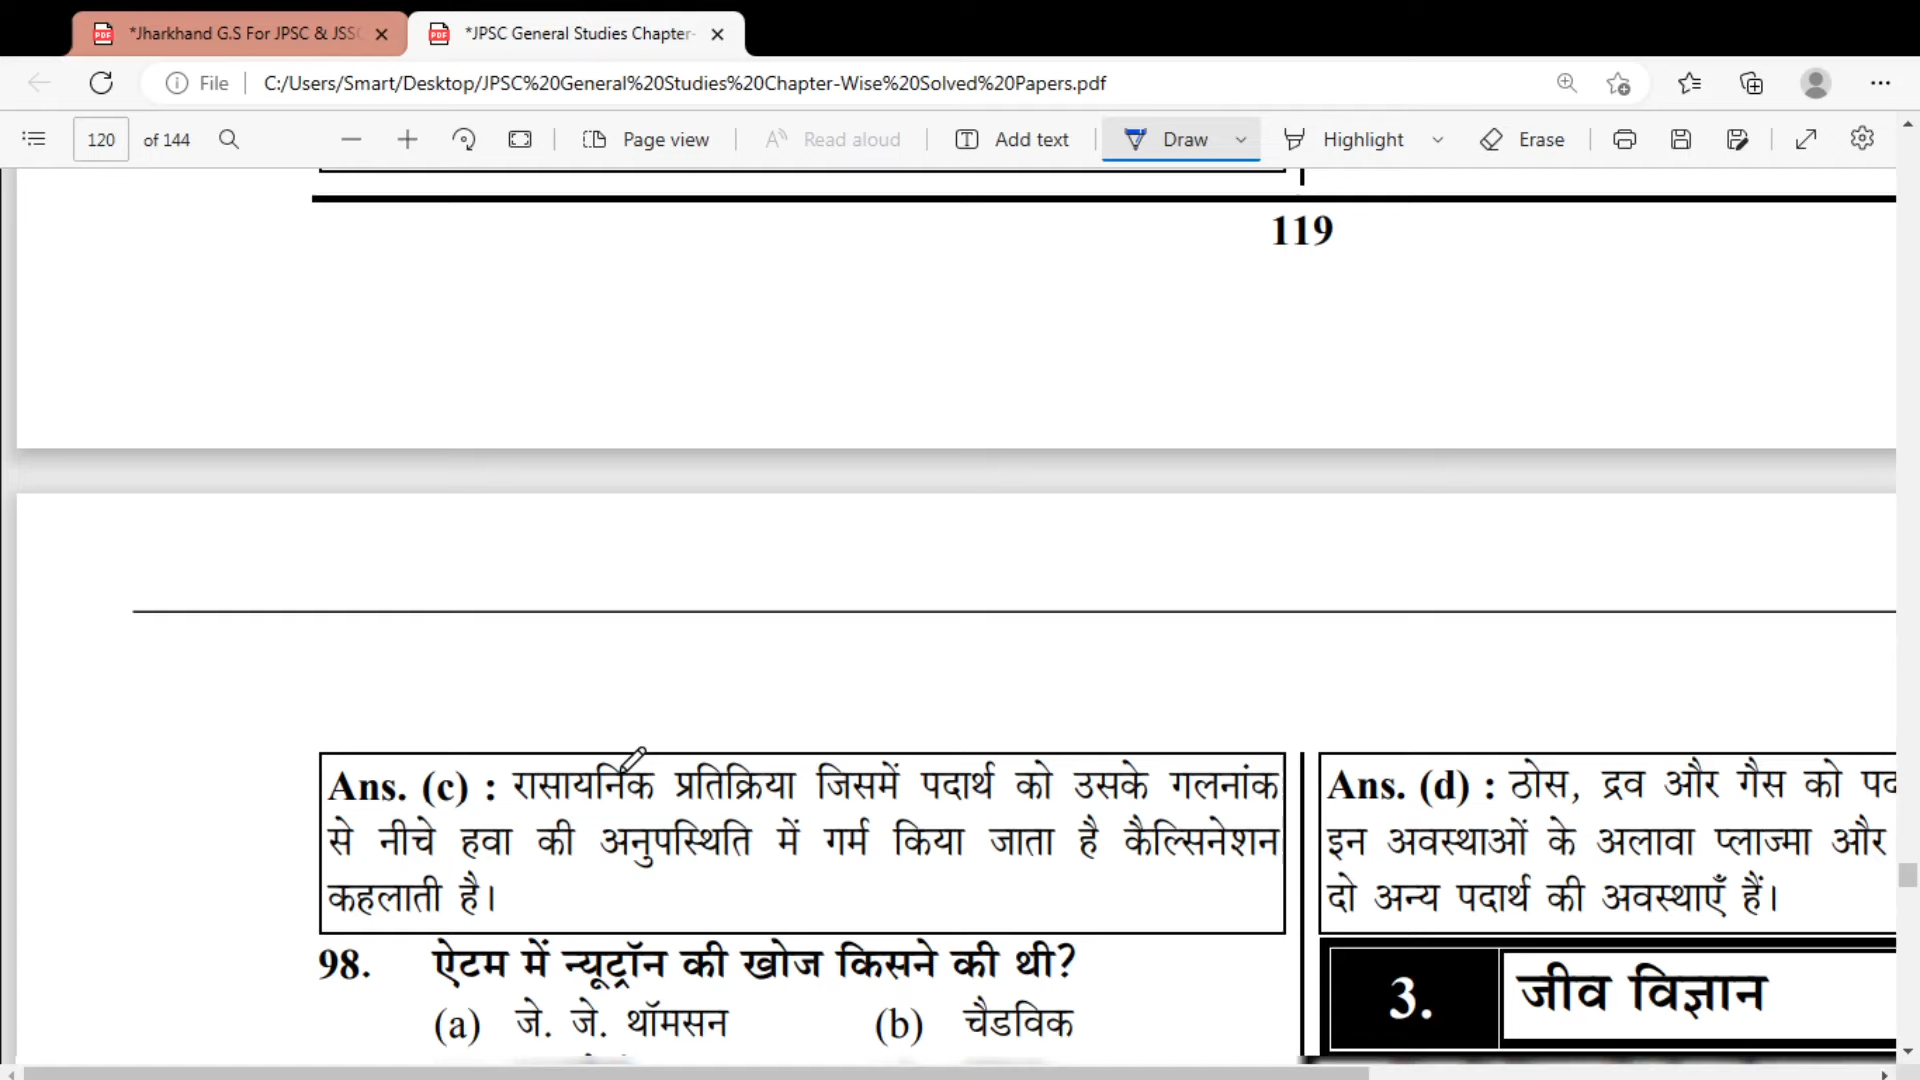 *Jharkhand G.S For JPSC & JSSC
*JPSC General Studies Chapter-
File
C:/Users/Smart/Desktop/JPSC%20General%20Studies%20Chapter-Wise%20Solved%20Papers.pdf
120 of 144
Page view
Read aloud
Add text
Draw
Highlight
Erase
119
Ans. (c) : रासायनिक प्रतिक्रिया जिसमें पदार्थ को उसके गलनांक
से नीचे हवा की अनुपस्थिति में गर्म किया जाता है कैल्सिनेशन
कहलाती है।
98. ऐटम में न्यूट्रॉन की खोज किसने की थी?
(a) जे. जे. थॉमसन (b) चैडविक
Ans. (d) : ठोस, द्रव और गैस को पद
इन अवस्थाओं के अलावा प्लाज्मा और
दो अन्य पदार्थ की अवस्थाएँ हैं।
3. जीव विज्ञान